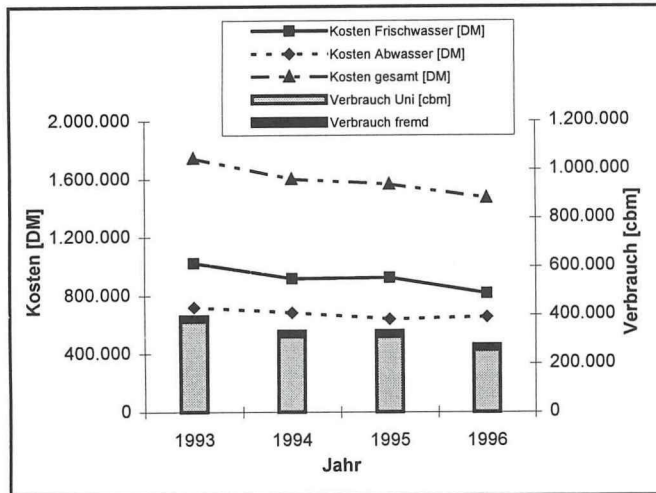 Kosten Frischwasser [DM]
Kosten Abwasser [DM]
Kosten gesamt [DM]
Verbrauch Uni [cbm]
Verbrauch fremd
2.000.000
1.600.000
1.200.000
800.000
400.000
0
Kosten [DM]
1.200.000
1.000.000
800.000
600.000
400.000
200.000
0
Verbrauch [cbm]
1993 1994 1995 1996
Jahr